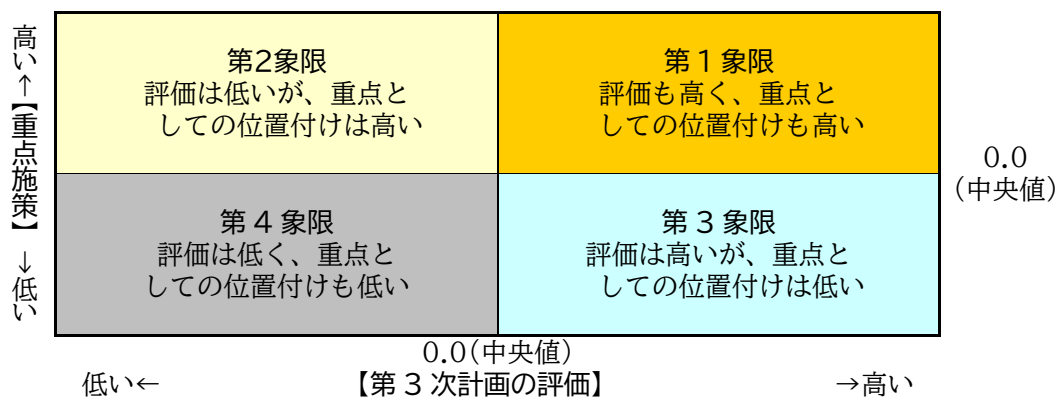 高い↑【重点施策】 ↓低い
第2象限
評価は低いが、重点と
しての位置付けは高い
第１象限
評価も高く、重点と
しての位置付けも高い
0.0
（中央値）
第４象限
評価は低く、重点と
しての位置付けも低い
第３象限
評価は高いが、重点と
しての位置付けは低い
0.0（中央値）
低い← 【第３次計画の評価】 →高い